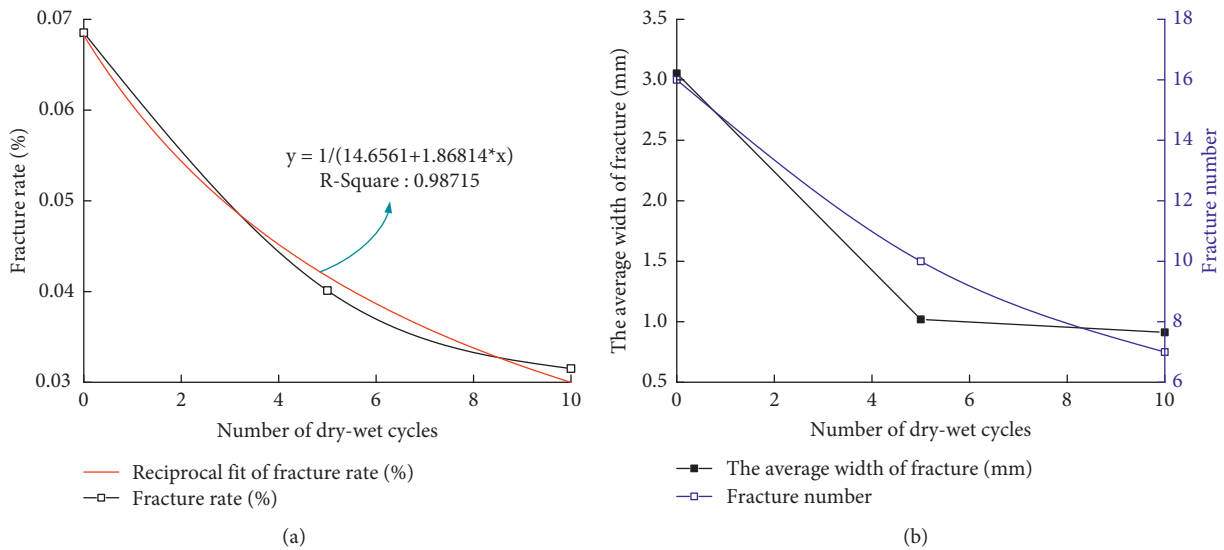 0.07
0.06
0.05
0.04
0.03
Fracture rate (%)
y = 1/(14.6561+1.86814*x)
R-Square : 0.98715
0 2 4 6 8 10
Number of dry-wet cycles
Reciprocal fit of fracture rate (%)
Fracture rate (%)
(a)
3.5
3.0
2.5
2.0
1.5
1.0
0.5
The average width of fracture (mm)
18
16
14
12
10
8
6
Fracture number
0 2 4 6 8 10
Number of dry-wet cycles
The average width of fracture (mm)
Fracture number
(b)